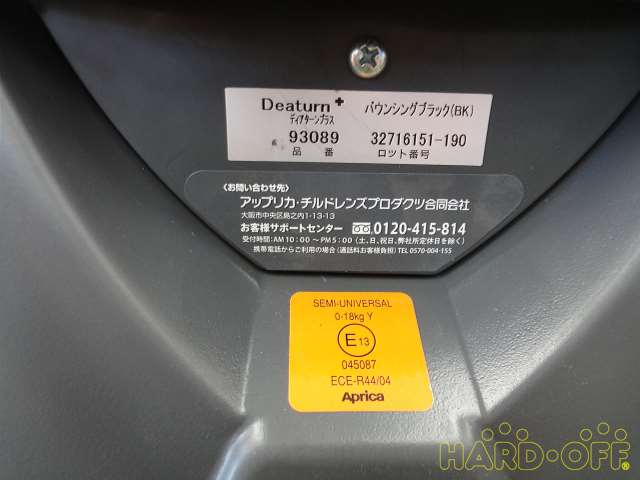 Deaturn+ バウンシングブラック(BK)
ディアターンプラス
93089 32716151-190
品番 ロット番号
〈お問い合わせ先〉
アップリカ・チルドレンズプロダクツ合同会社
大阪市中央区島之内1-13-13
お客様サポートセンター 0120-415-814
受付時間:AM10:00～PM5:00(土、日、祝日、弊社所定休日を除く)
携帯電話からご利用の場合(通話料お客様負担) TEL 0570-004-155
SEMI-UNIVERSAL
0-18kg Y
E13
045087
ECE-R44/04
Aprica
HARD-OFF